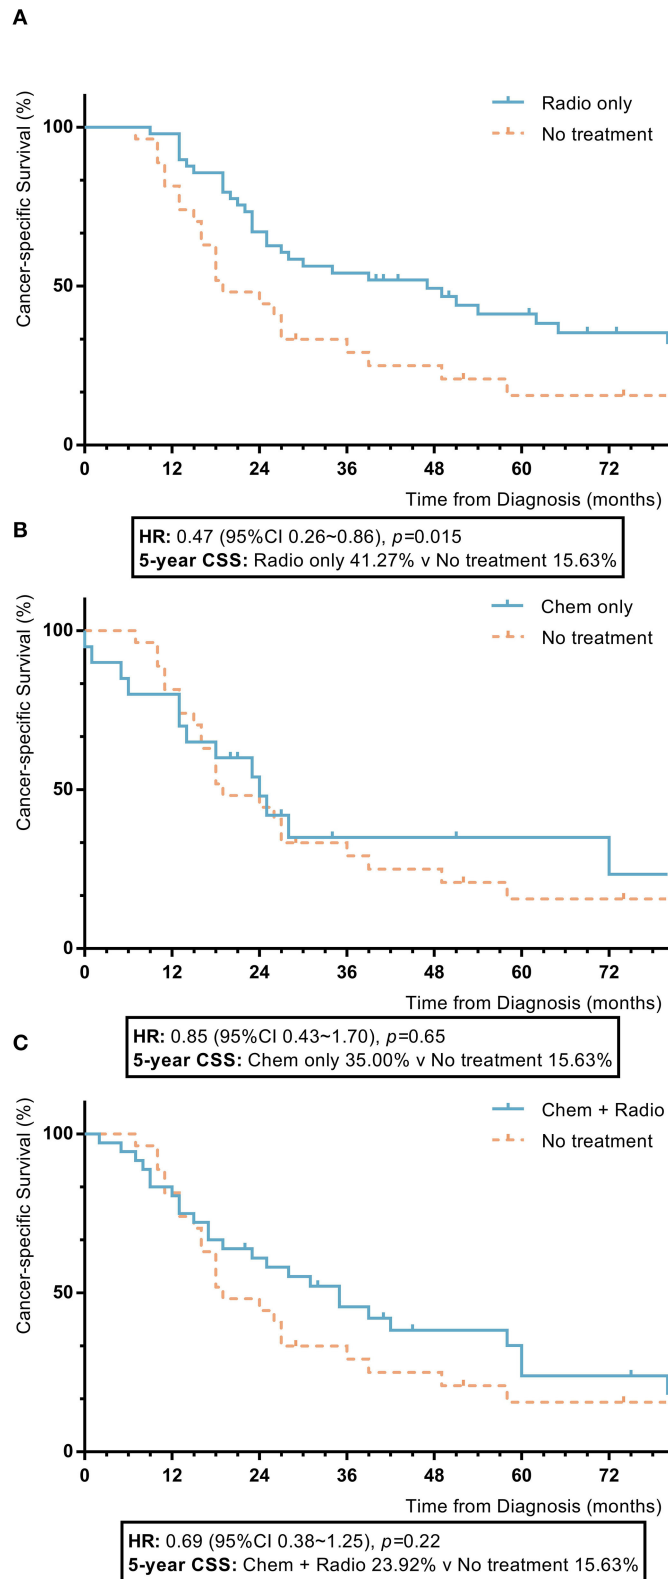 A
Radio only
No treatment
Cancer-specific Survival (%)
100
50
0
0 12 24 36 48 60 72
Time from Diagnosis (months)
HR: 0.47 (95%CI 0.26~0.86), p=0.015
5-year CSS: Radio only 41.27% v No treatment 15.63%
B
Chem only
No treatment
Cancer-specific Survival (%)
100
50
0
0 12 24 36 48 60 72
Time from Diagnosis (months)
HR: 0.85 (95%CI 0.43~1.70), p=0.65
5-year CSS: Chem only 35.00% v No treatment 15.63%
C
Chem + Radio
No treatment
Cancer-specific Survival (%)
100
50
0
0 12 24 36 48 60 72
Time from Diagnosis (months)
HR: 0.69 (95%CI 0.38~1.25), p=0.22
5-year CSS: Chem + Radio 23.92% v No treatment 15.63%